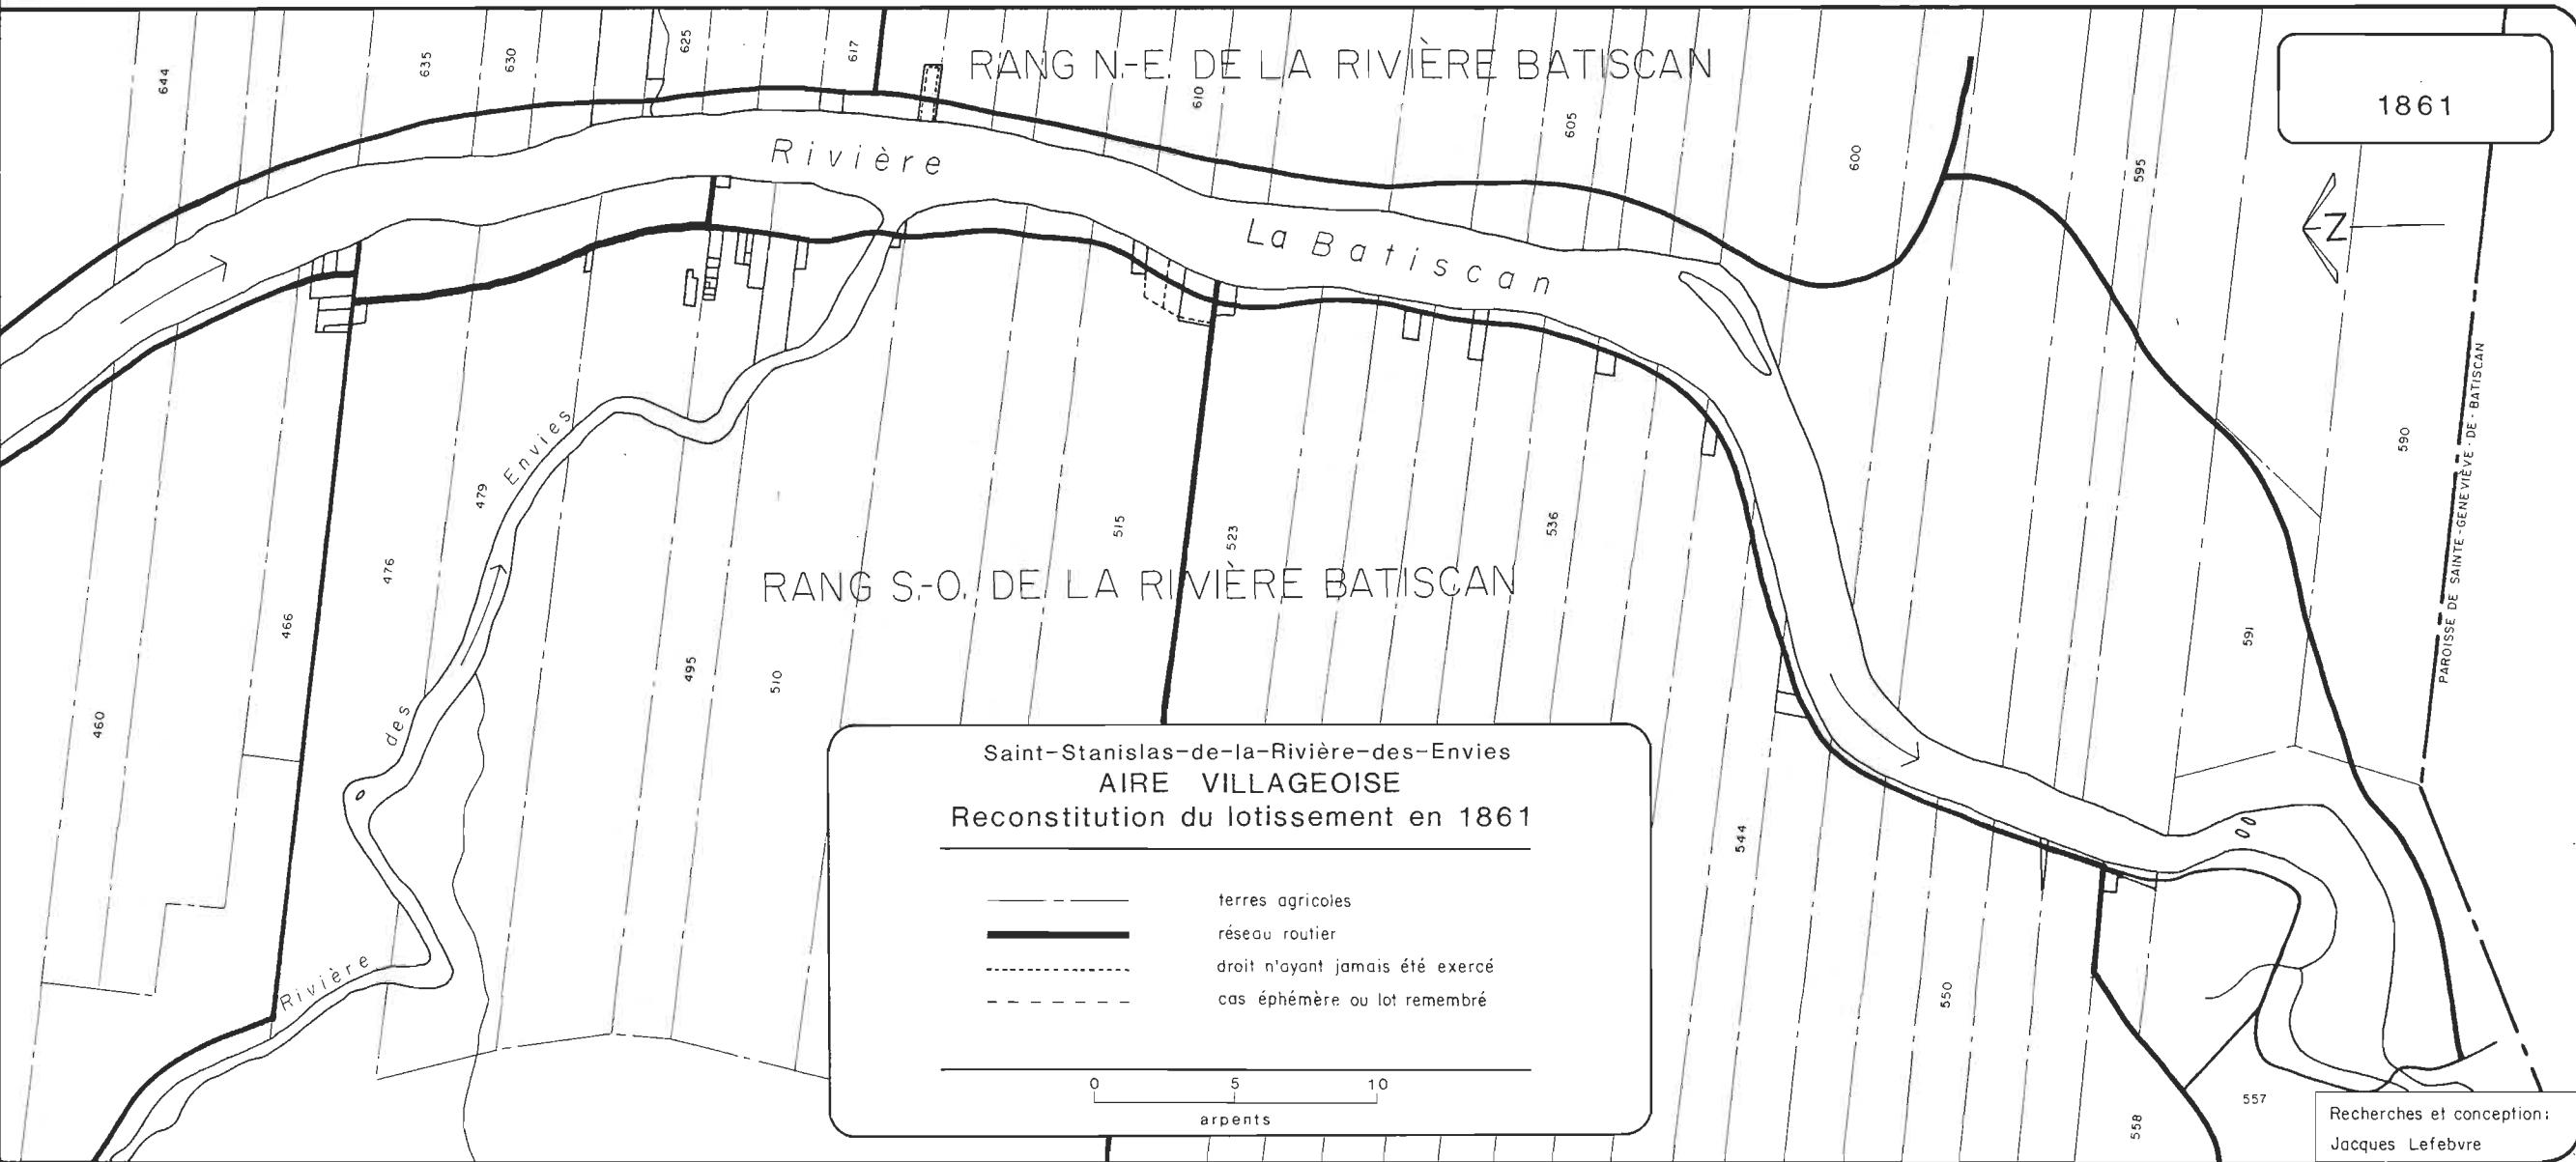 RANG N.-E. DE LA RIVIÈRE BATISCAN
1861
644
635
630
625
617
610
605
600
595
590
591
Rivière
La Batiscan
Z
PAROISSE DE SAINTE-GENEVIÈVE-DE-BATISCAN
RANG S.-O. DE LA RIVIÈRE BATISCAN
460
466
476
479
495
510
515
523
536
544
550
558
557
Rivière
des
Envies
Saint-Stanislas-de-la-Rivière-des-Envies
AIRE VILLAGEOISE
Reconstitution du lotissement en 1861
terres agricoles
réseau routier
droit n'ayant jamais été exercé
cas éphémère ou lot remembré
0 5 10
arpents
Recherches et conception:
Jacques Lefebvre